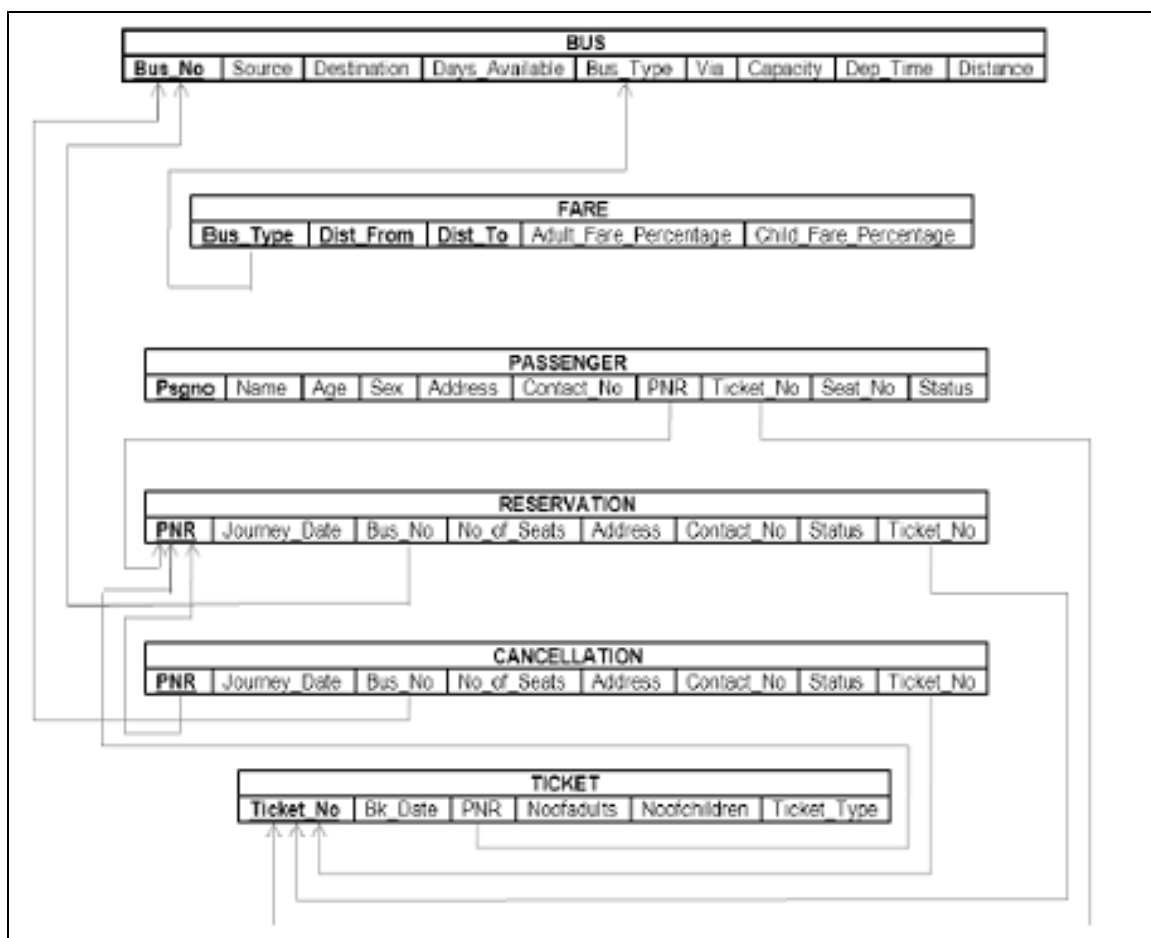 BUS
Bus_No Source Destination Days_Available Bus_Type Via Capacity Dep_Time Distance
FARE
Bus_Type Dist_From Dist_To Adult_Fare_Percentage Child_Fare_Percentage
PASSENGER
Psgno Name Age Sex Address Contact_No PNR Ticket_No Seat_No Status
RESERVATION
PNR Journey_Date Bus_No No_of_Seats Address Contact_No Status Ticket_No
CANCELLATION
PNR Journey_Date Bus_No No_of_Seats Address Contact_No Status Ticket_No
TICKET
Ticket_No Bk_Date PNR Noofadults Noofchildren Ticket_Type